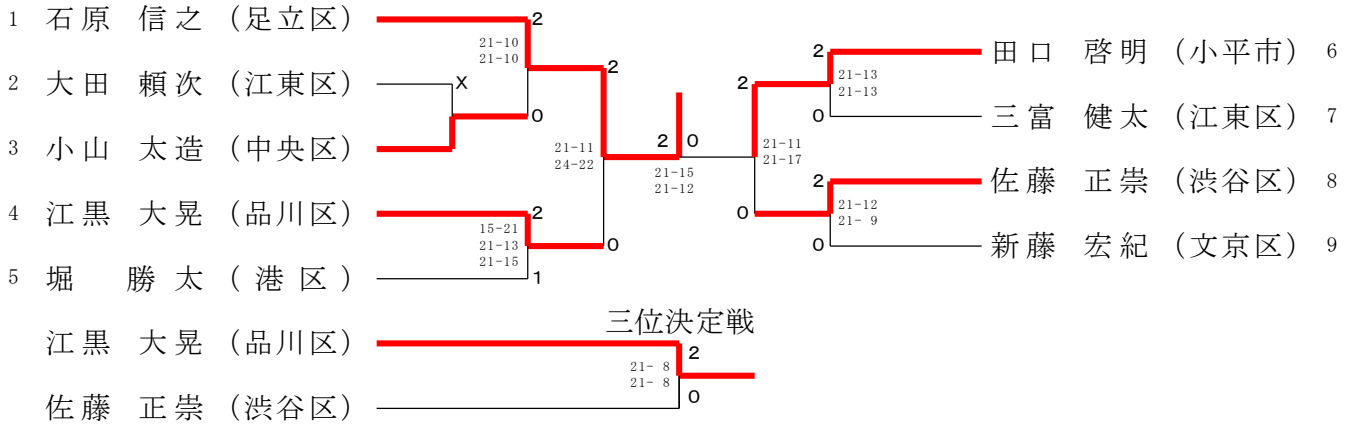 1 石原 信之 (足立区)
2
21-10
21-10
2
2 大田 頼次 (江東区)
X
0
3 小山 太造 (中央区)
21-11
24-22
2 0
21-15
21-12
4 江黒 大晃 (品川区)
2
15-21
21-13
21-15
0
5 堀 勝太 (港区)
1
2 田口 啓明 (小平市) 6
21-13
21-13
2
0 三富 健太 (江東区) 7
21-11
21-17
2 佐藤 正崇 (渋谷区) 8
21-12
21- 9
0
0 新藤 宏紀 (文京区) 9
三位決定戦
江黒 大晃 (品川区)
2
21- 8
21- 8
0
佐藤 正崇 (渋谷区)